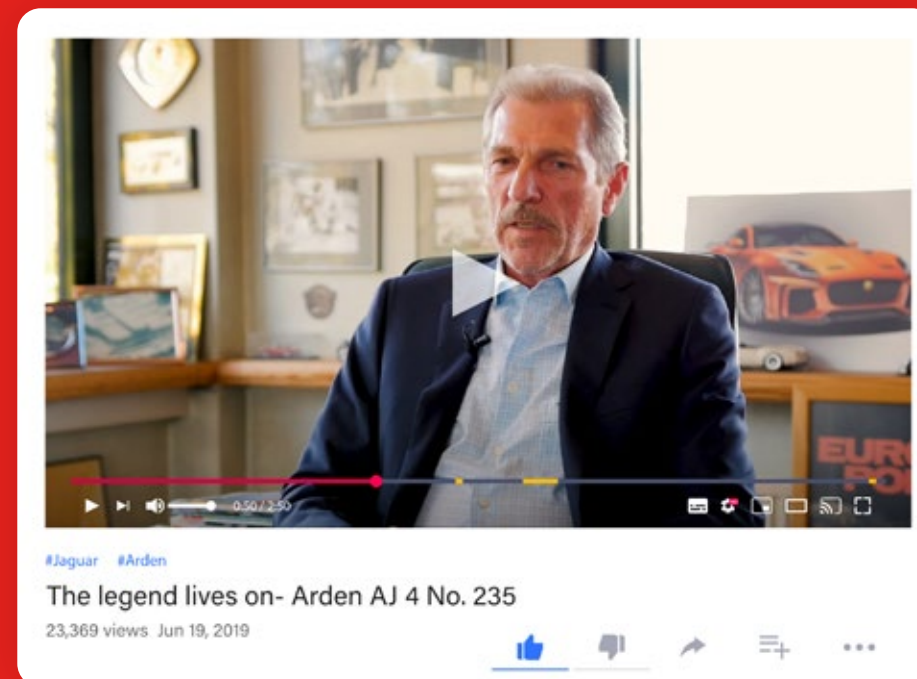 EURO
0:50 / 2:50
#Jaguar #Arden
The legend lives on- Arden AJ 4 No. 235
23,369 views Jun 19, 2019